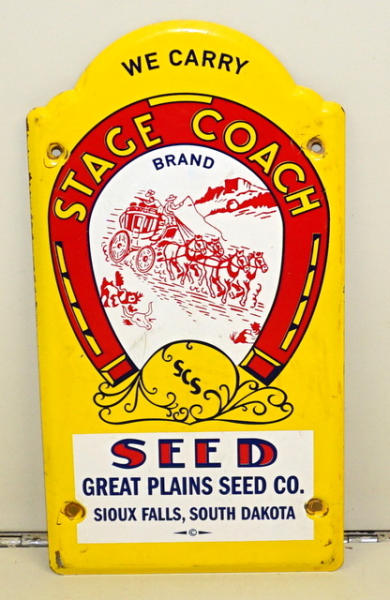 WE CARRY
STAGE COACH
BRAND
SCS
SEED
GREAT PLAINS SEED CO.
SIOUX FALLS, SOUTH DAKOTA
©